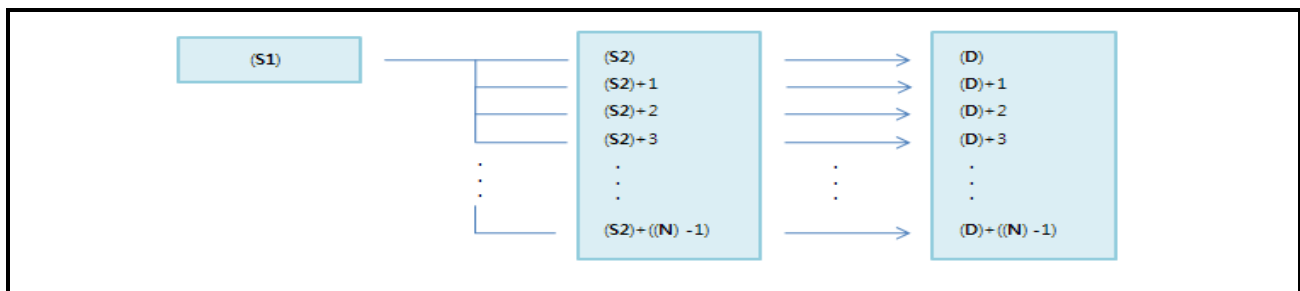 (S1) (S2) (D)
(S2)+1 (D)+1
(S2)+2 (D)+2
(S2)+3 (D)+3
(S2)+((N) -1) (D)+((N) -1)